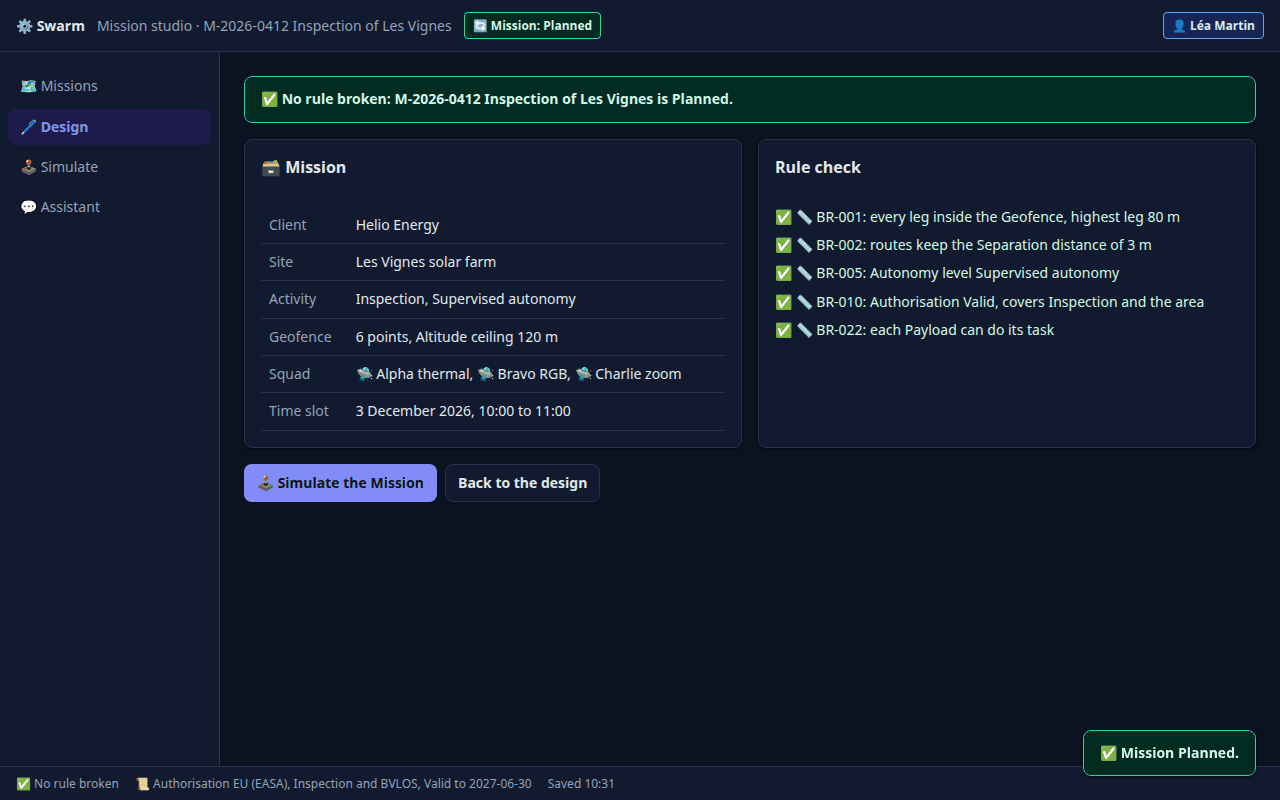 ⚙️ Swarm Mission studio · M-2026-0412 Inspection of Les Vignes 🔄 Mission: Planned 👤 Léa Martin
🗺️ Missions
🖊️ Design
🕹️ Simulate
💬 Assistant
✅ No rule broken: M-2026-0412 Inspection of Les Vignes is Planned.
🗃️ Mission
Client Helio Energy
Site Les Vignes solar farm
Activity Inspection, Supervised autonomy
Geofence 6 points, Altitude ceiling 120 m
Squad 🛸 Alpha thermal, 🛸 Bravo RGB, 🛸 Charlie zoom
Time slot 3 December 2026, 10:00 to 11:00
Rule check
✅ 📏 BR-001: every leg inside the Geofence, highest leg 80 m
✅ 📏 BR-002: routes keep the Separation distance of 3 m
✅ 📏 BR-005: Autonomy level Supervised autonomy
✅ 📏 BR-010: Authorisation Valid, covers Inspection and the area
✅ 📏 BR-022: each Payload can do its task
🕹️ Simulate the Mission Back to the design
✅ Mission Planned.
✅ No rule broken 📜 Authorisation EU (EASA), Inspection and BVLOS, Valid to 2027-06-30 Saved 10:31